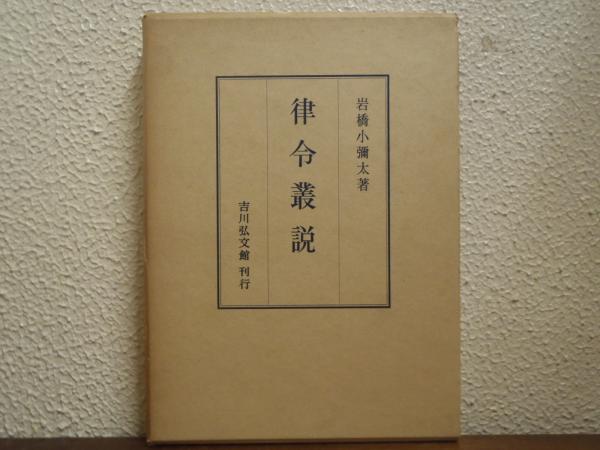 岩橋小彌太著
律令叢説
吉川弘文館 刊行